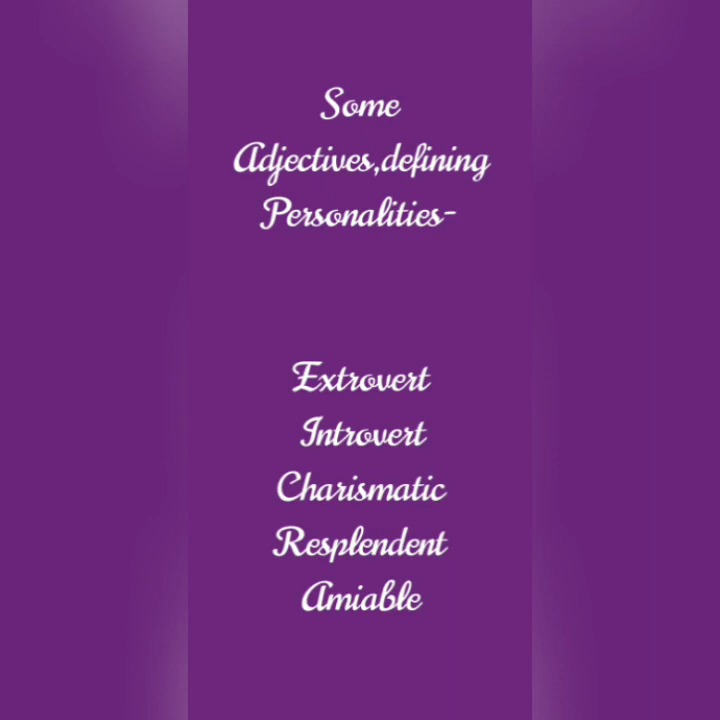 Some
Adjectives,defining
Personalities-
Extrovert
Introvert
Charismatic
Resplendent
Amiable